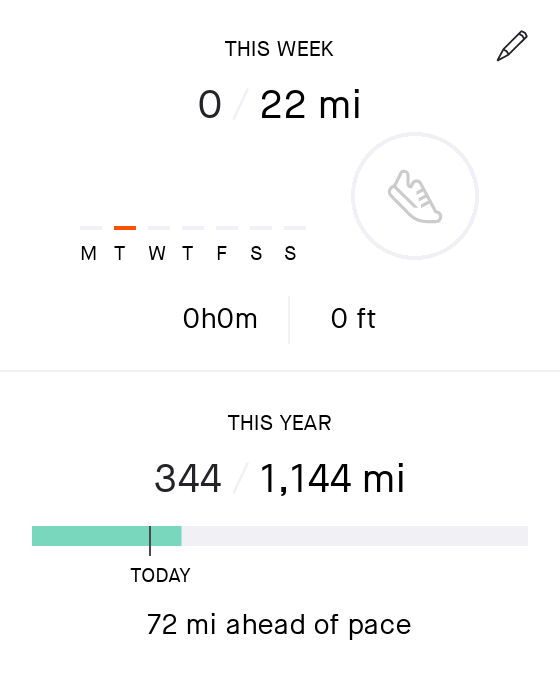 THIS WEEK
0 / 22 mi
M T W T F S S
0h0m 0 ft
THIS YEAR
344 / 1,144 mi
TODAY
72 mi ahead of pace